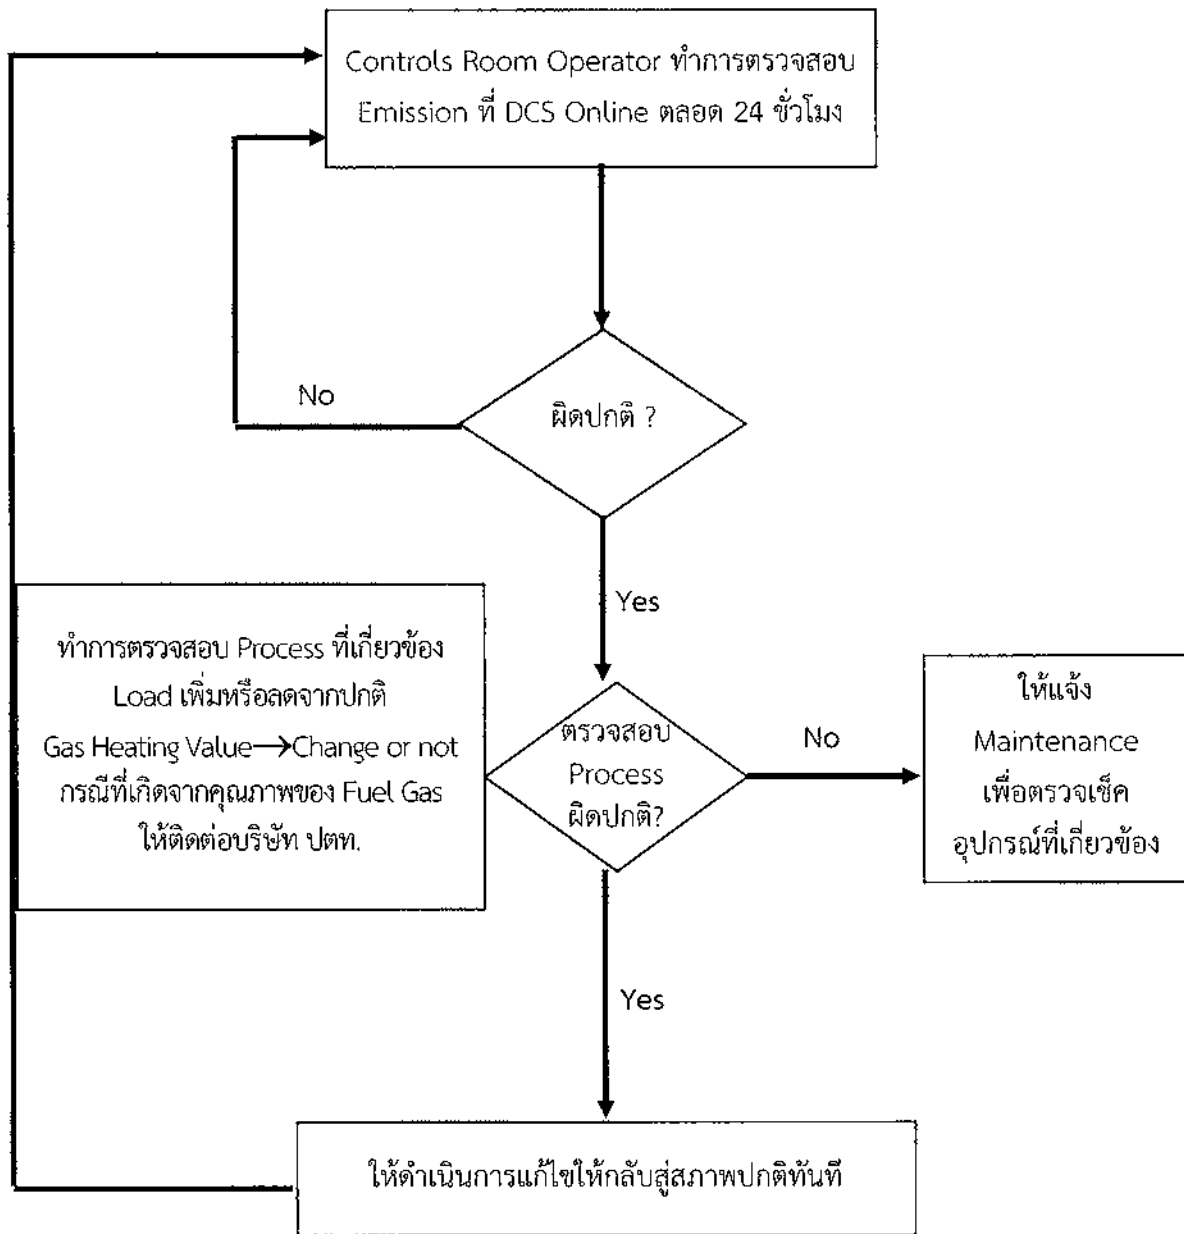 Controls Room Operator ทำการตรวจสอบ
Emission ที่ DCS Online ตลอด 24 ชั่วโมง
No
ผิดปกติ ?
Yes
ทำการตรวจสอบ Process ที่เกี่ยวข้อง
Load เพิ่มหรือลดจากปกติ
Gas Heating Value→Change or not
กรณีที่เกิดจากคุณภาพของ Fuel Gas
ให้ติดต่อบริษัท ปตท.
ตรวจสอบ
Process
ผิดปกติ?
No
ให้แจ้ง
Maintenance
เพื่อตรวจเช็ค
อุปกรณ์ที่เกี่ยวข้อง
Yes
ให้ดำเนินการแก้ไขให้กลับสู่สภาพปกติทันที